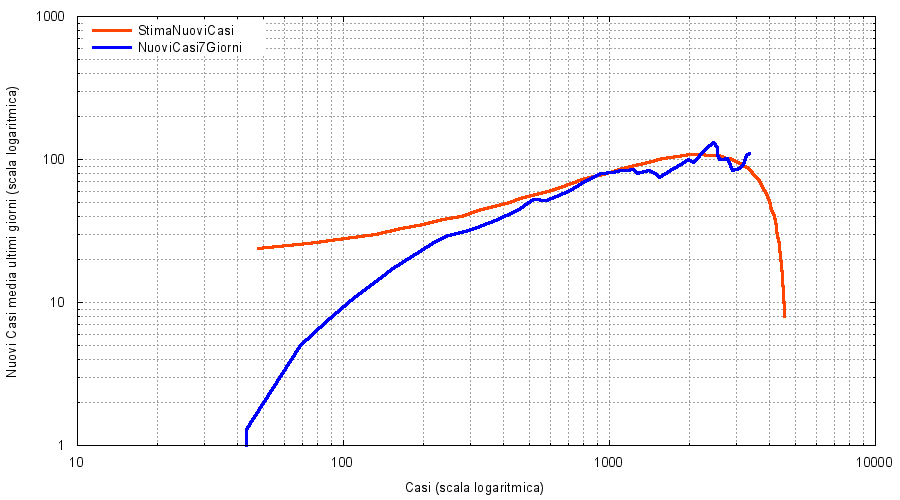 1000
StimaNuoviCasi
NuoviCasi7Giorni
100
10
1
Nuovi Casi media ultimi giorni (scala logaritmica)
10
100
1000
10000
Casi (scala logaritmica)